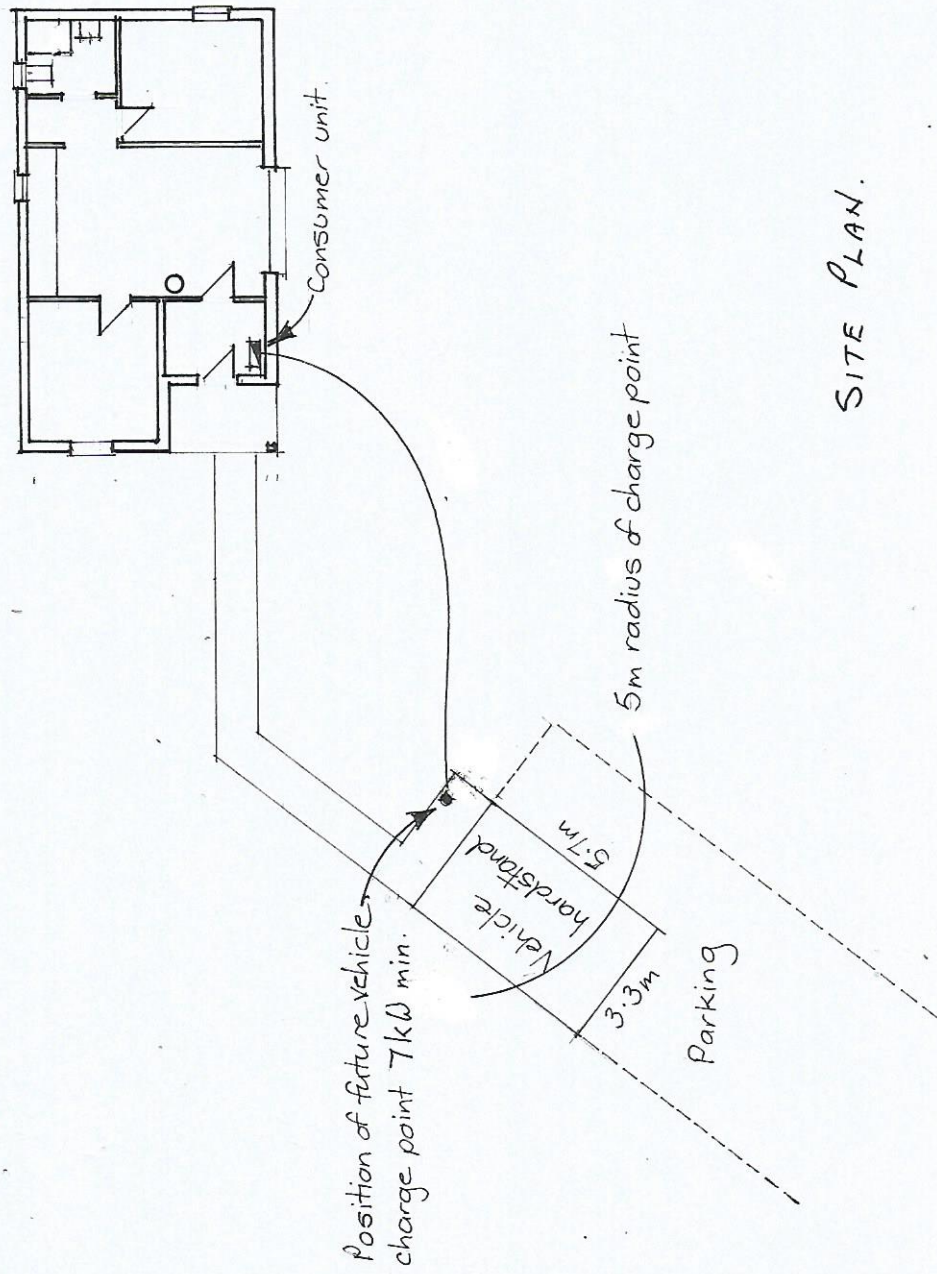 Consumer unit.
Position of future vehicle
charge point 7kW min.
5m radius of charge point
Vehicle
hardstand
5.7m
3.3m
Parking
SITE PLAN.